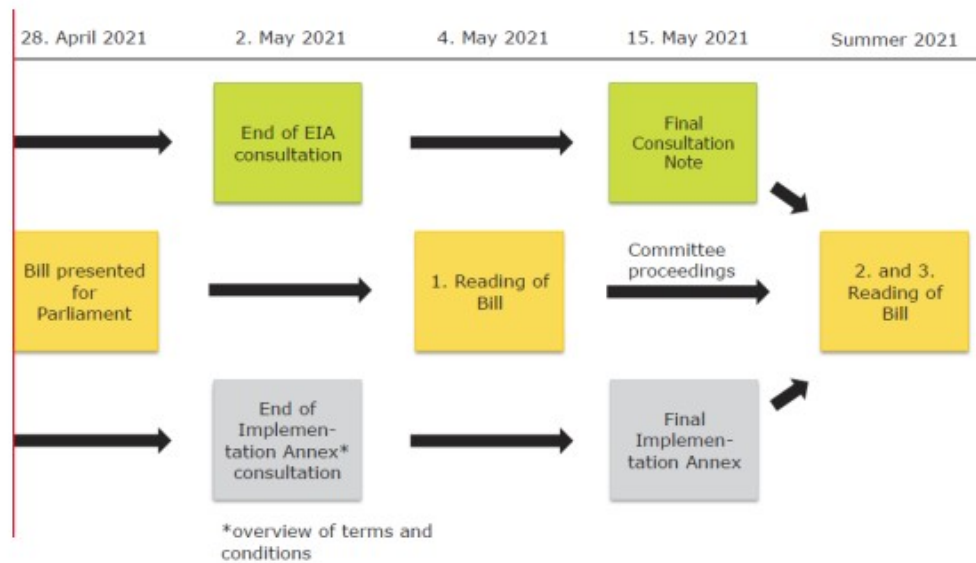 28. April 2021
2. May 2021
4. May 2021
15. May 2021
Summer 2021
End of EIA
consultation
Final
Consultation
Note
Bill presented
for
Parliament
1. Reading of
Bill
Committee
proceedings
2. and 3.
Reading of
Bill
End of
Implemen-
tation Annex*
consultation
Final
Implemen-
tation Annex
*overview of terms and
conditions